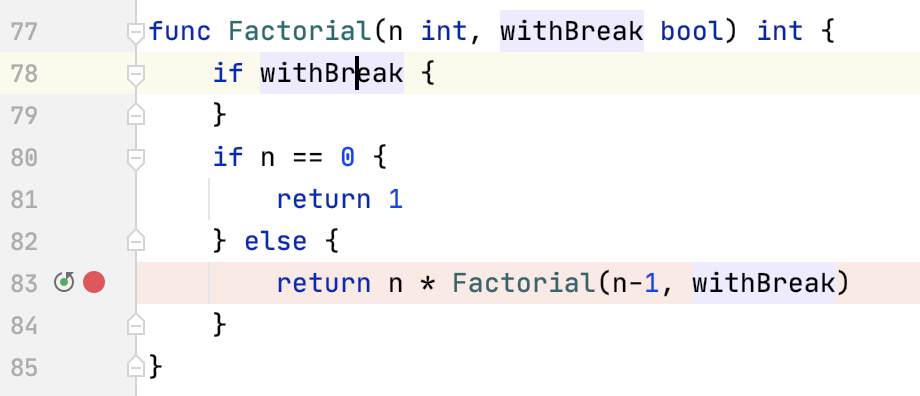 77 func Factorial(n int, withBreak bool) int {
78     if withBreak {
79     }
80     if n == 0 {
81         return 1
82     } else {
83         return n * Factorial(n-1, withBreak)
84     }
85 }